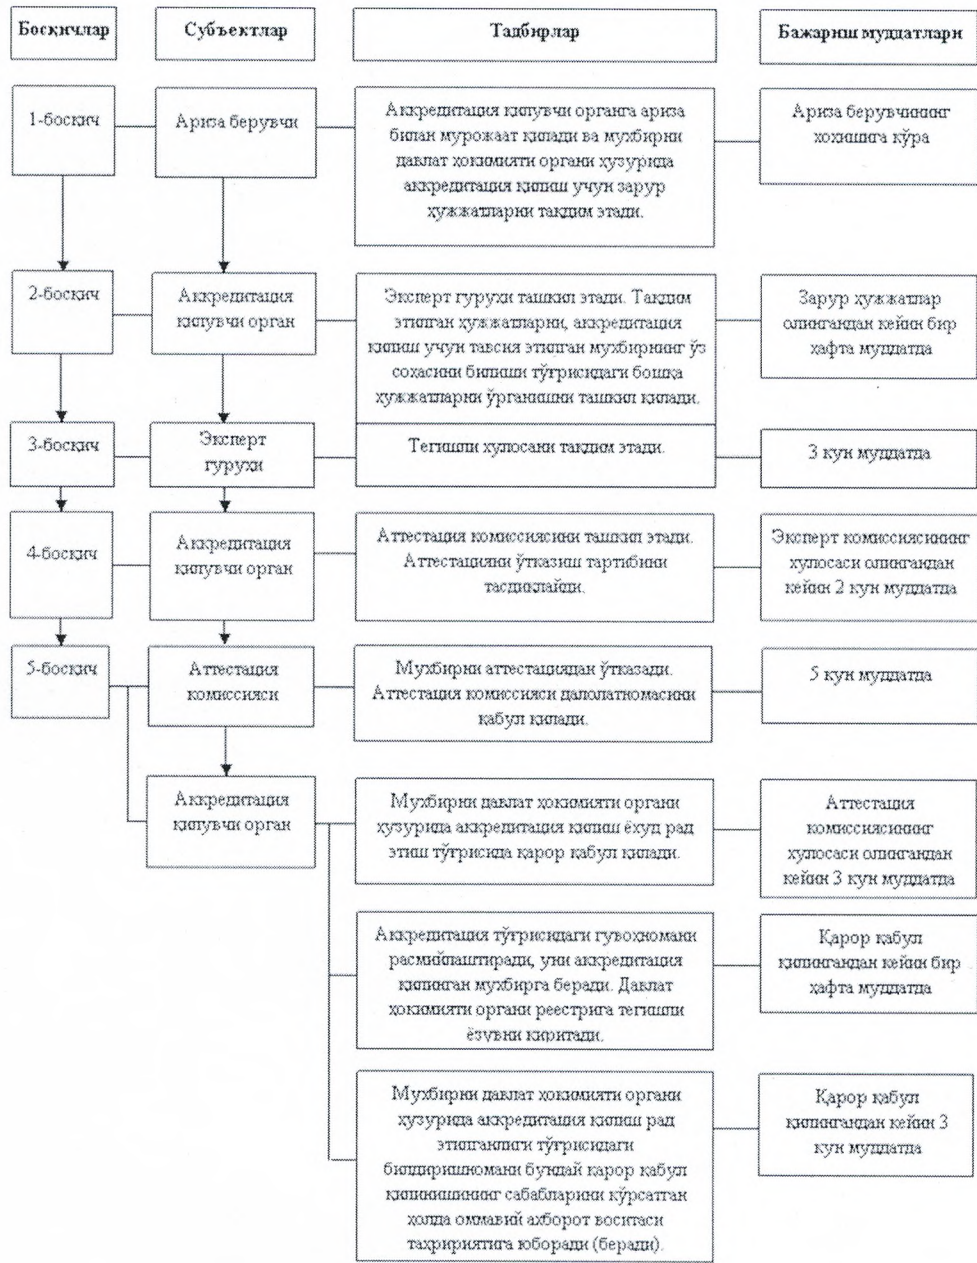 Босқичлар
Субъектлар
Тадбирлар
Бажариш муддатлари
1-босқич
Ариза берувчи
Аккредитация қилувчи органга ариза
билан мурожаат қилади ва мухбирни
давлат ҳокимияти органи ҳузурида
аккредитация қилиш учун зарур
ҳужжатларни тақдим этади.
Ариза берувчининг
хоҳишига кўра
2-босқич
Аккредитация
қилувчи орган
Эксперт гуруҳи ташкил этади. Тақдим
этилган ҳужжатларни, аккредитация
қилиш учун тавсия этилган мухбирнинг ўз
соҳасини билиши тўғрисидаги бошқа
ҳужжатларни ўрганишни ташкил қилади.
Зарур ҳужжатлар
олингандан кейин бир
ҳафта муддатда
3-босқич
Эксперт
гуруҳи
Тегишли хулосани тақдим этади.
3 кун муддатда
4-босқич
Аккредитация
қилувчи орган
Аттестация комиссиясини ташкил этади.
Аттестацияни ўтказиш тартибини
тасдиқлайди.
Эксперт комиссиясининг
хулосаси олингандан
кейин 2 кун муддатда
5-босқич
Аттестация
комиссияси
Мухбирни аттестациядан ўтказади.
Аттестация комиссияси далолатномасини
қабул қилади.
5 кун муддатда
Аккредитация
қилувчи орган
Мухбирни давлат ҳокимияти органи
ҳузурида аккредитация қилиш ёхуд рад
этиш тўғрисида қарор қабул қилади.
Аттестация
комиссиясининг
хулосаси олингандан
кейин 3 кун муддатда
Аккредитация тўғрисидаги гувоҳномани
расмийлаштиради, уни аккредитация
қилинган мухбирга беради. Давлат
ҳокимияти органи реестрига тегишли
ёзувни киритади.
Қарор қабул
қилингандан кейин бир
ҳафта муддатда
Мухбирни давлат ҳокимияти органи
ҳузурида аккредитация қилиш рад
этилганлиги тўғрисидаги
билдиришномани бундай қарор қабул
қилинишининг сабабларини кўрсатган
ҳолда оммавий ахборот воситаси
таҳририятига юборади (беради).
Қарор қабул
қилингандан кейин 3
кун муддатда